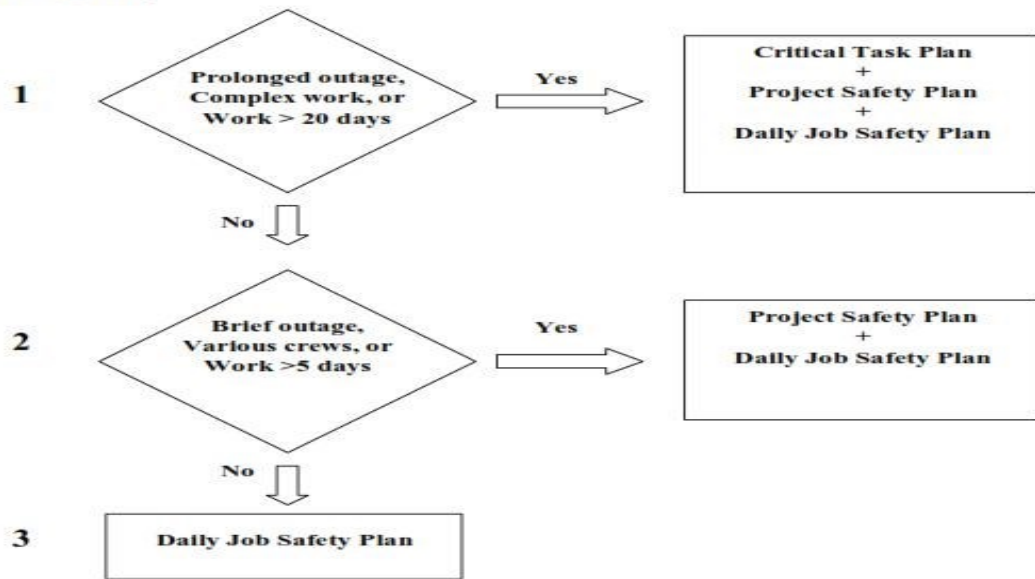 1
Prolonged outage,
Complex work, or
Work > 20 days
Yes
Critical Task Plan
+
Project Safety Plan
+
Daily Job Safety Plan
No
2
Brief outage,
Various crews, or
Work >5 days
Yes
Project Safety Plan
+
Daily Job Safety Plan
No
3
Daily Job Safety Plan